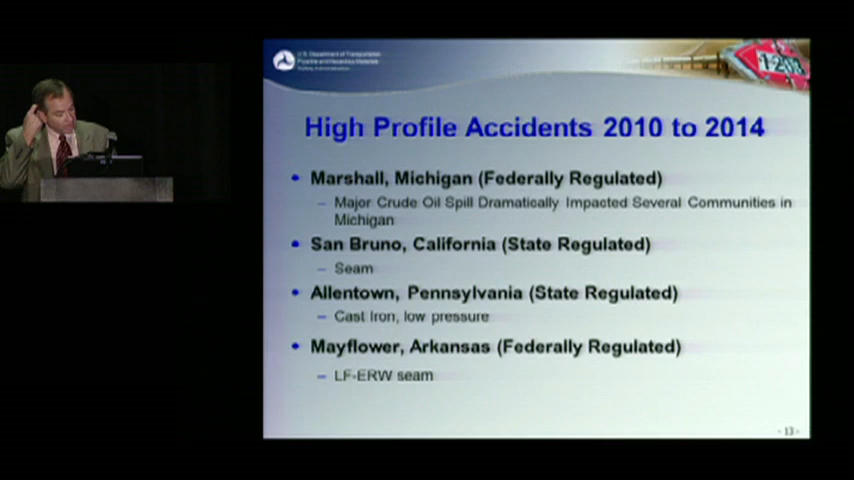 U.S. Department of Transportation
Pipeline and Hazardous Materials
Safety Administration
1203
High Profile Accidents 2010 to 2014
• Marshall, Michigan (Federally Regulated)
– Major Crude Oil Spill Dramatically Impacted Several Communities in
Michigan
• San Bruno, California (State Regulated)
– Seam
• Allentown, Pennsylvania (State Regulated)
– Cast Iron, low pressure
• Mayflower, Arkansas (Federally Regulated)
– LF-ERW seam
- 13 -